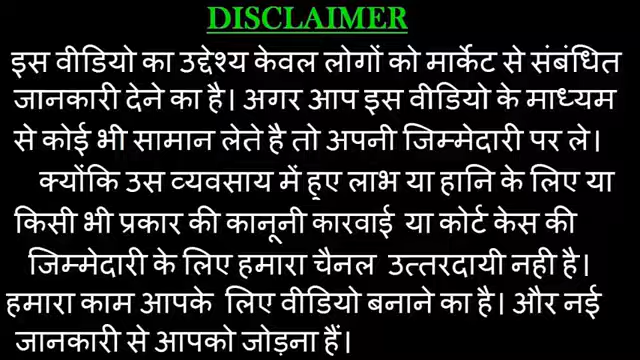 DISCLAIMER
इस वीडियो का उद्देश्य केवल लोगों को मार्केट से संबंधित
जानकारी देने का है। अगर आप इस वीडियो के माध्यम
से कोई भी सामान लेते है तो अपनी जिम्मेदारी पर ले।
क्योंकि उस व्यवसाय में हुए लाभ या हानि के लिए या
किसी भी प्रकार की कानूनी कारवाई या कोर्ट केस की
जिम्मेदारी के लिए हमारा चैनल उत्तरदायी नही है।
हमारा काम आपके लिए वीडियो बनाने का है। और नई
जानकारी से आपको जोड़ना हैं।